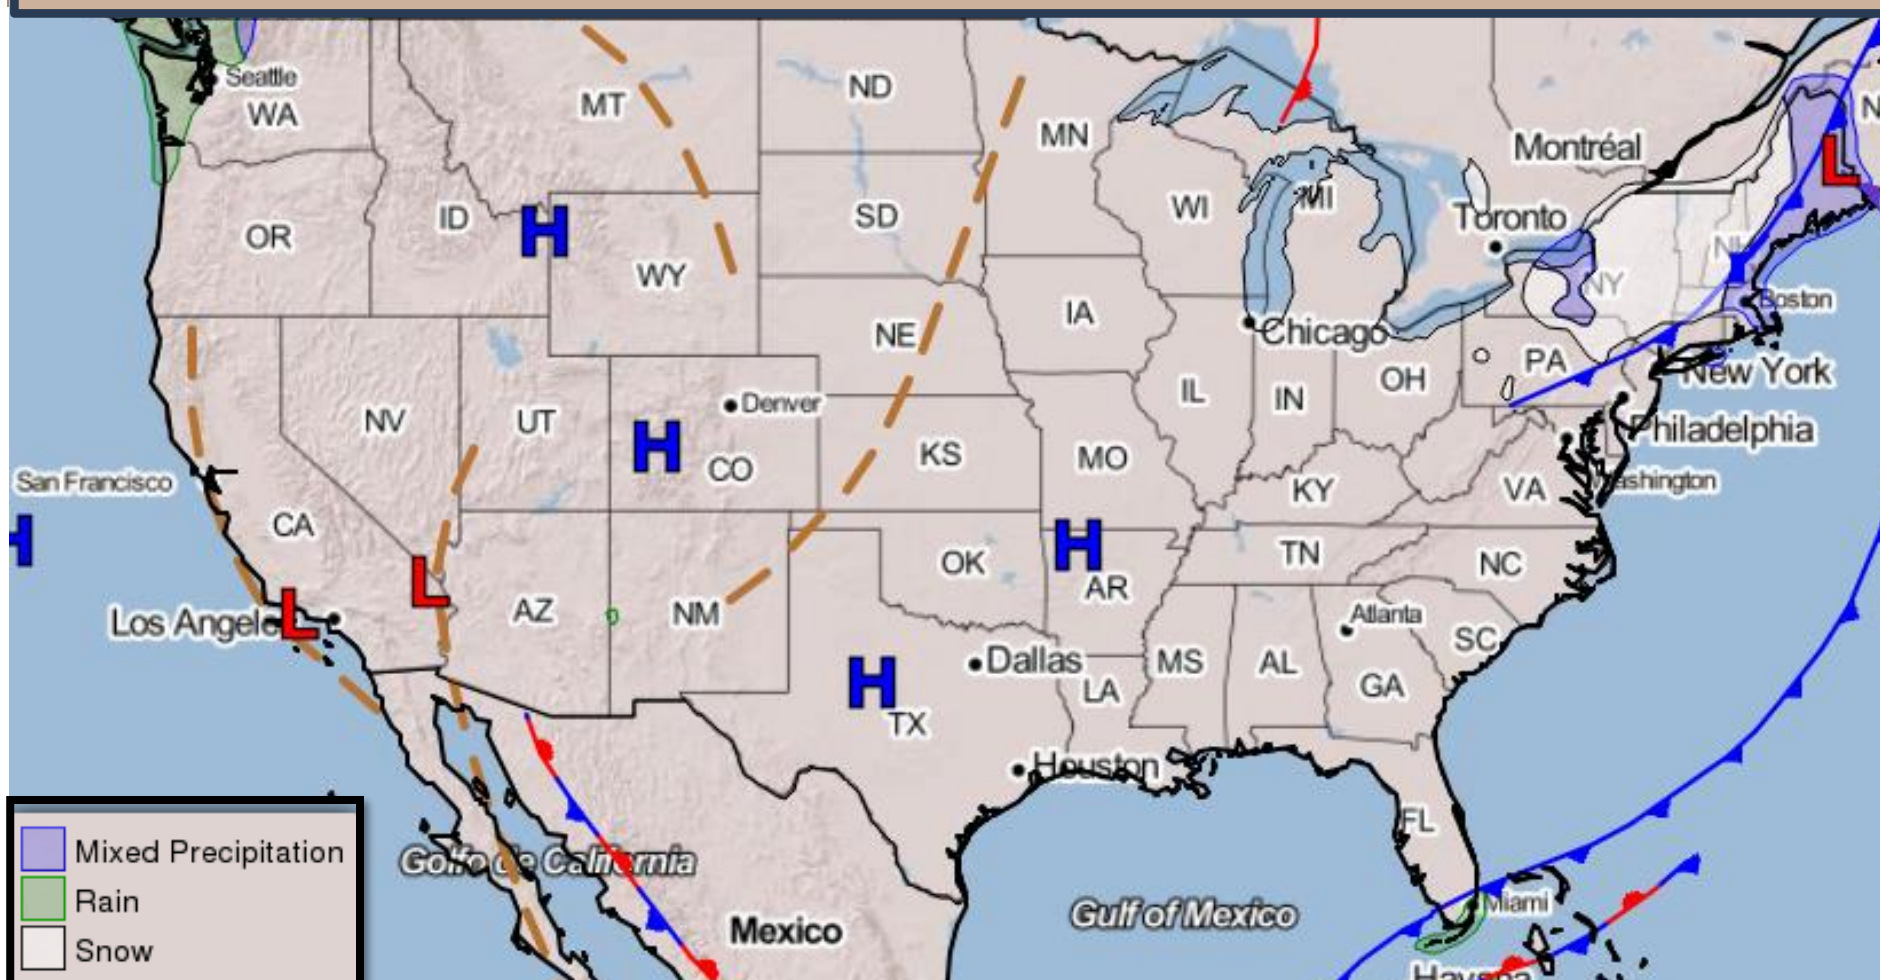 Seattle
WA
MT
ND
MN
Montréal
N
L
OR
ID
H
WY
SD
WI
MI
Toronto
NH
NY
Boston
NE
IA
Chicago
PA
New York
NV
UT
Denver
H
CO
KS
MO
IL
IN
OH
Philadelphia
San Francisco
CA
KY
VA
Washington
H
L
AZ
NM
OK
H
AR
TN
NC
Los Angele
L
Dallas
H
TX
LA
MS
AL
Atlanta
GA
SC
Houston
FL
Golfo de California
Mexico
Gulf of Mexico
Miami
Havana
Mixed Precipitation
Rain
Snow